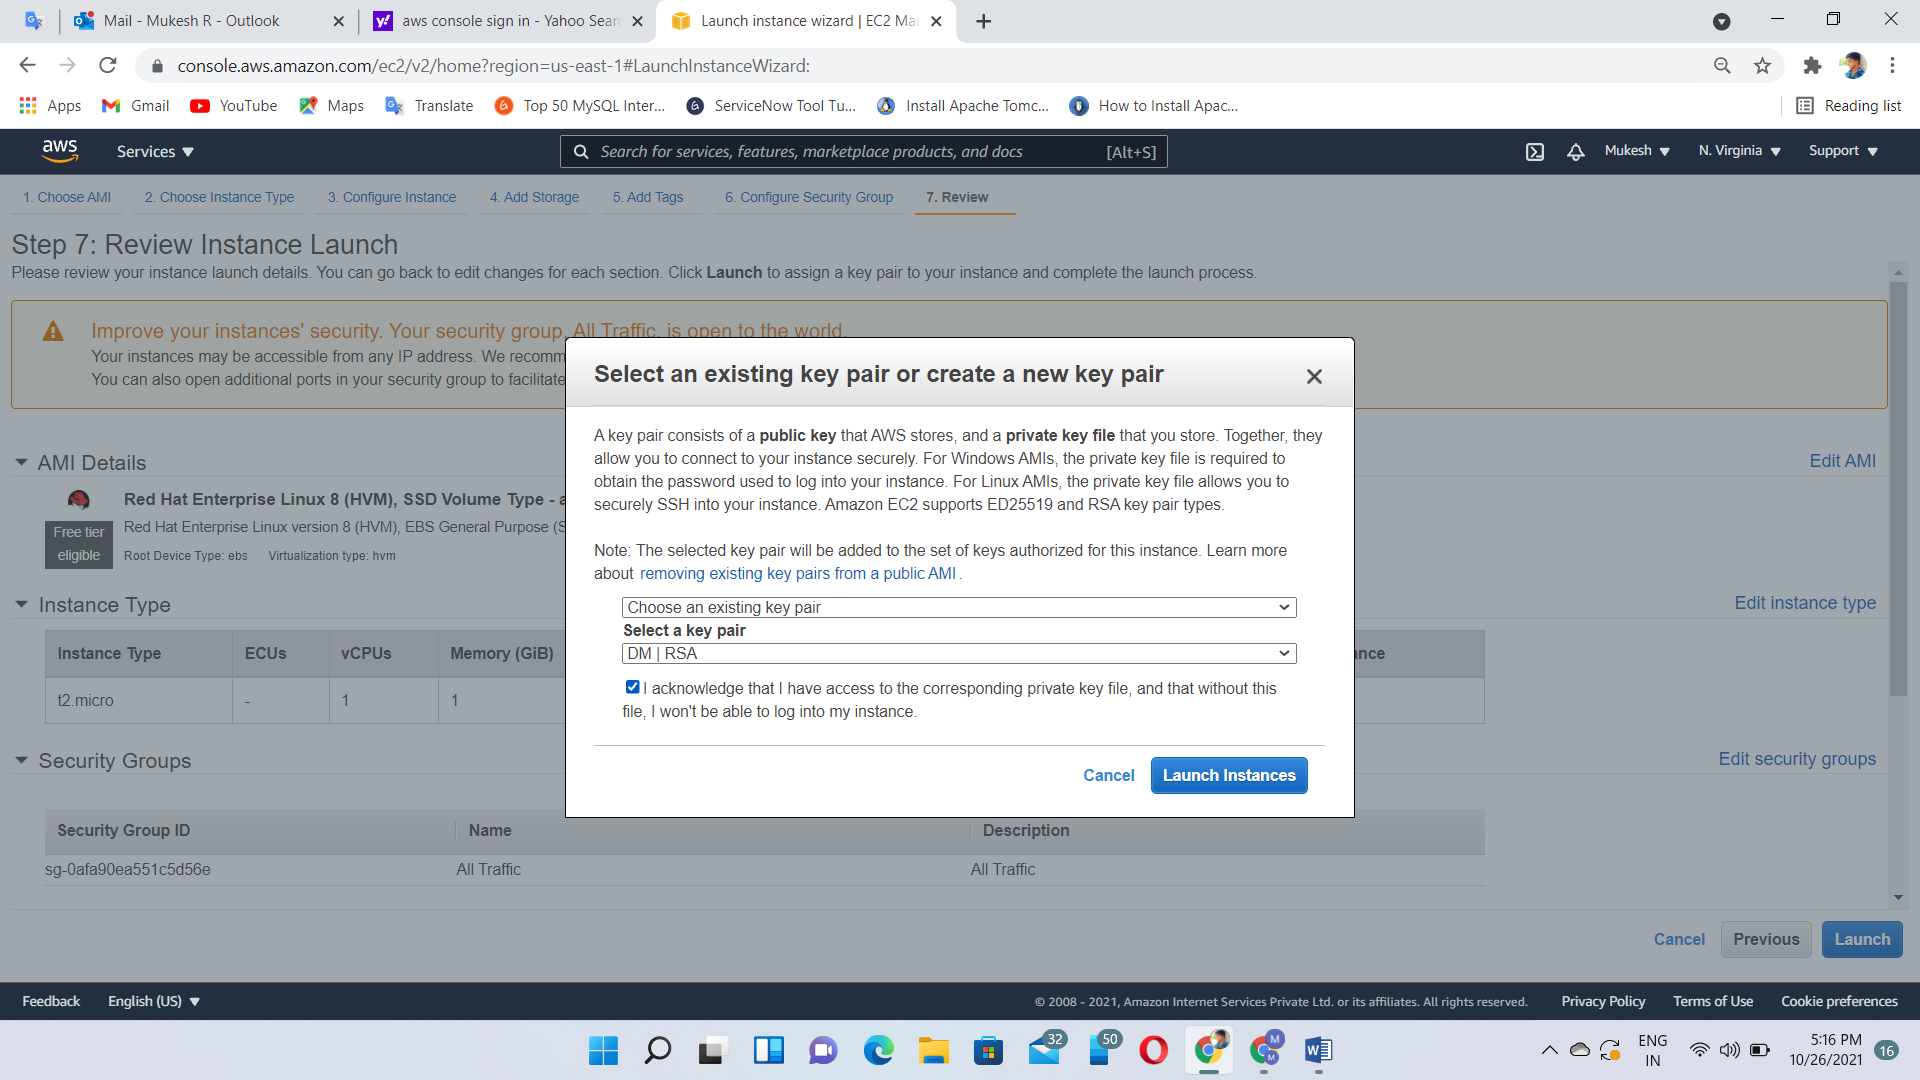 Mail - Mukesh R - Outlook
aws console sign in - Yahoo Sear
Launch instance wizard | EC2 Ma
console.aws.amazon.com/ec2/v2/home?region=us-east-1#LaunchInstanceWizard:
Apps Gmail YouTube Maps Translate Top 50 MySQL Inter... ServiceNow Tool Tu... Install Apache Tomc... How to Install Apac... Reading list
aws Services Search for services, features, marketplace products, and docs [Alt+S] Mukesh N. Virginia Support
1. Choose AMI 2. Choose Instance Type 3. Configure Instance 4. Add Storage 5. Add Tags 6. Configure Security Group 7. Review
Step 7: Review Instance Launch
Please review your instance launch details. You can go back to edit changes for each section. Click Launch to assign a key pair to your instance and complete the launch process.
Improve your instances' security. Your security group, All Traffic, is open to the world.
Your instances may be accessible from any IP address. We recomm
You can also open additional ports in your security group to facilitate
Select an existing key pair or create a new key pair
A key pair consists of a public key that AWS stores, and a private key file that you store. Together, they
allow you to connect to your instance securely. For Windows AMIs, the private key file is required to
obtain the password used to log into your instance. For Linux AMIs, the private key file allows you to
securely SSH into your instance. Amazon EC2 supports ED25519 and RSA key pair types.
Note: The selected key pair will be added to the set of keys authorized for this instance. Learn more
about removing existing key pairs from a public AMI.
Choose an existing key pair
Select a key pair
DM | RSA
I acknowledge that I have access to the corresponding private key file, and that without this
file, I won't be able to log into my instance.
Cancel Launch Instances
AMI Details Edit AMI
Red Hat Enterprise Linux 8 (HVM), SSD Volume Type - a
Free tier
eligible
Red Hat Enterprise Linux version 8 (HVM), EBS General Purpose (S
Root Device Type: ebs Virtualization type: hvm
Instance Type Edit instance type
Instance Type ECUs vCPUs Memory (GiB) ance
t2.micro - 1 1
Security Groups Edit security groups
Security Group ID Name Description
sg-0afa90ea551c5d56e All Traffic All Traffic
Cancel Previous Launch
Feedback English (US) © 2008 - 2021, Amazon Internet Services Private Ltd. or its affiliates. All rights reserved. Privacy Policy Terms of Use Cookie preferences
32 50 M M
ENG
IN
5:16 PM
10/26/2021
16